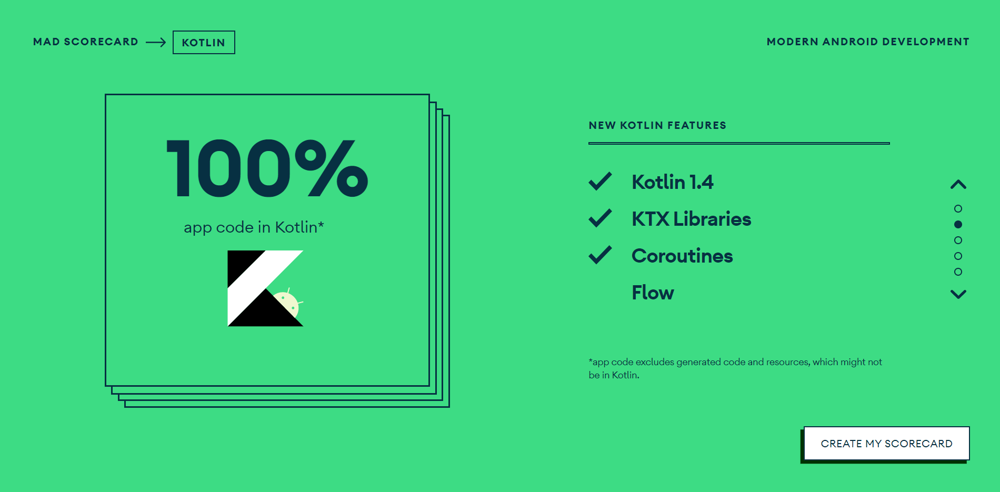 MAD SCORECARD
KOTLIN
MODERN ANDROID DEVELOPMENT
100%
app code in Kotlin*
NEW KOTLIN FEATURES
Kotlin 1.4
KTX Libraries
Coroutines
Flow
*app code excludes generated code and resources, which might not
be in Kotlin.
CREATE MY SCORECARD